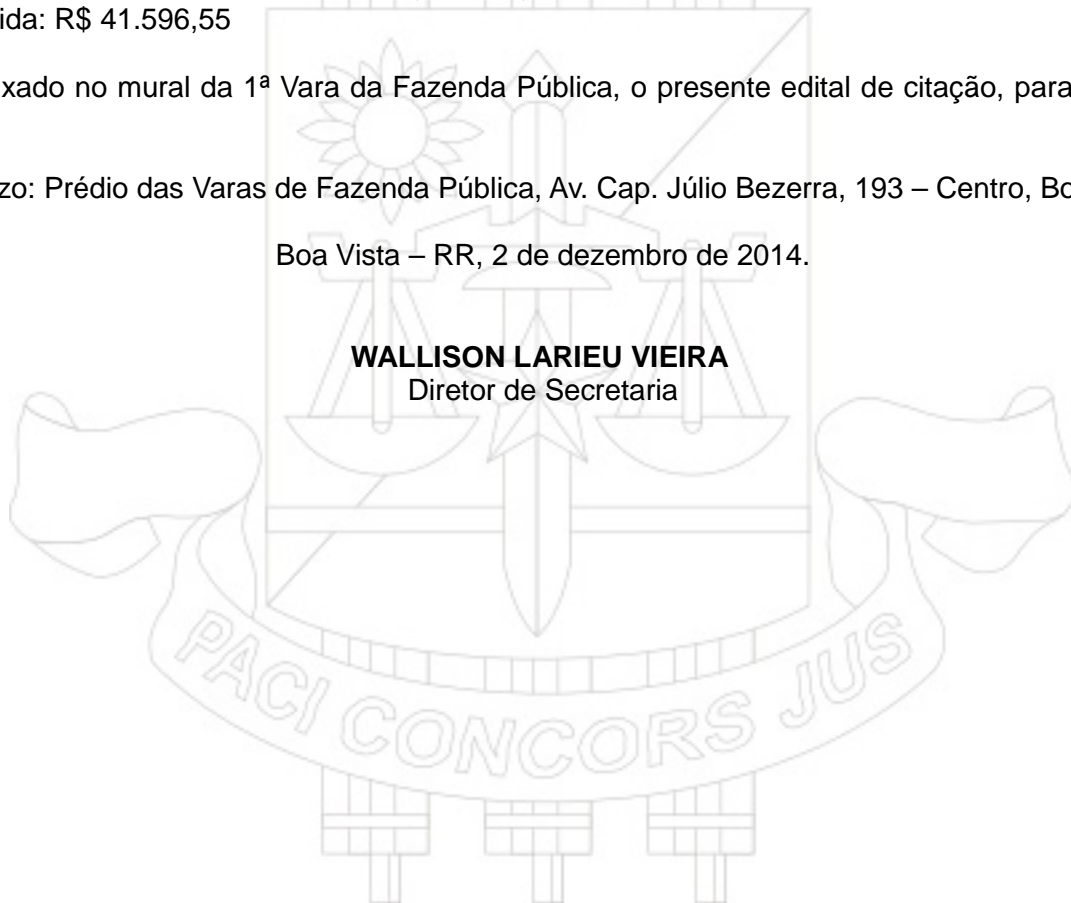 ida: R$ 41.596,55
xado no mural da 1ª Vara da Fazenda Pública, o presente edital de citação, para
zo: Prédio das Varas de Fazenda Pública, Av. Cap. Júlio Bezerra, 193 – Centro, Bo
Boa Vista – RR, 2 de dezembro de 2014.
WALLISON LARIEU VIEIRA
Diretor de Secretaria
PACI CONCORS JUS